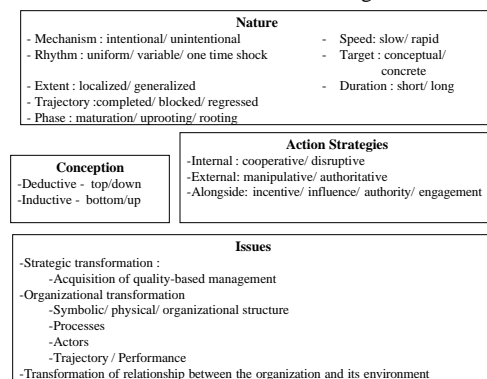 Nature
- Mechanism : intentional/ unintentional - Speed: slow/ rapid
- Rhythm : uniform/ variable/ one time shock - Target : conceptual/
concrete
- Extent : localized/ generalized - Duration : short/ long
- Trajectory :completed/ blocked/ regressed
- Phase : maturation/ uprooting/ rooting
Conception
-Deductive - top/down
-Inductive - bottom/up
Action Strategies
-Internal : cooperative/ disruptive
-External : manipulative/ authoritative
-Alongside: incentive/ influence/ authority/ engagement
Issues
-Strategic transformation :
-Acquisition of quality-based management
-Organizational transformation
-Symbolic/ physical/ organizational structure
-Processes
-Actors
-Trajectory / Performance
-Transformation of relationship between the organization and its environment